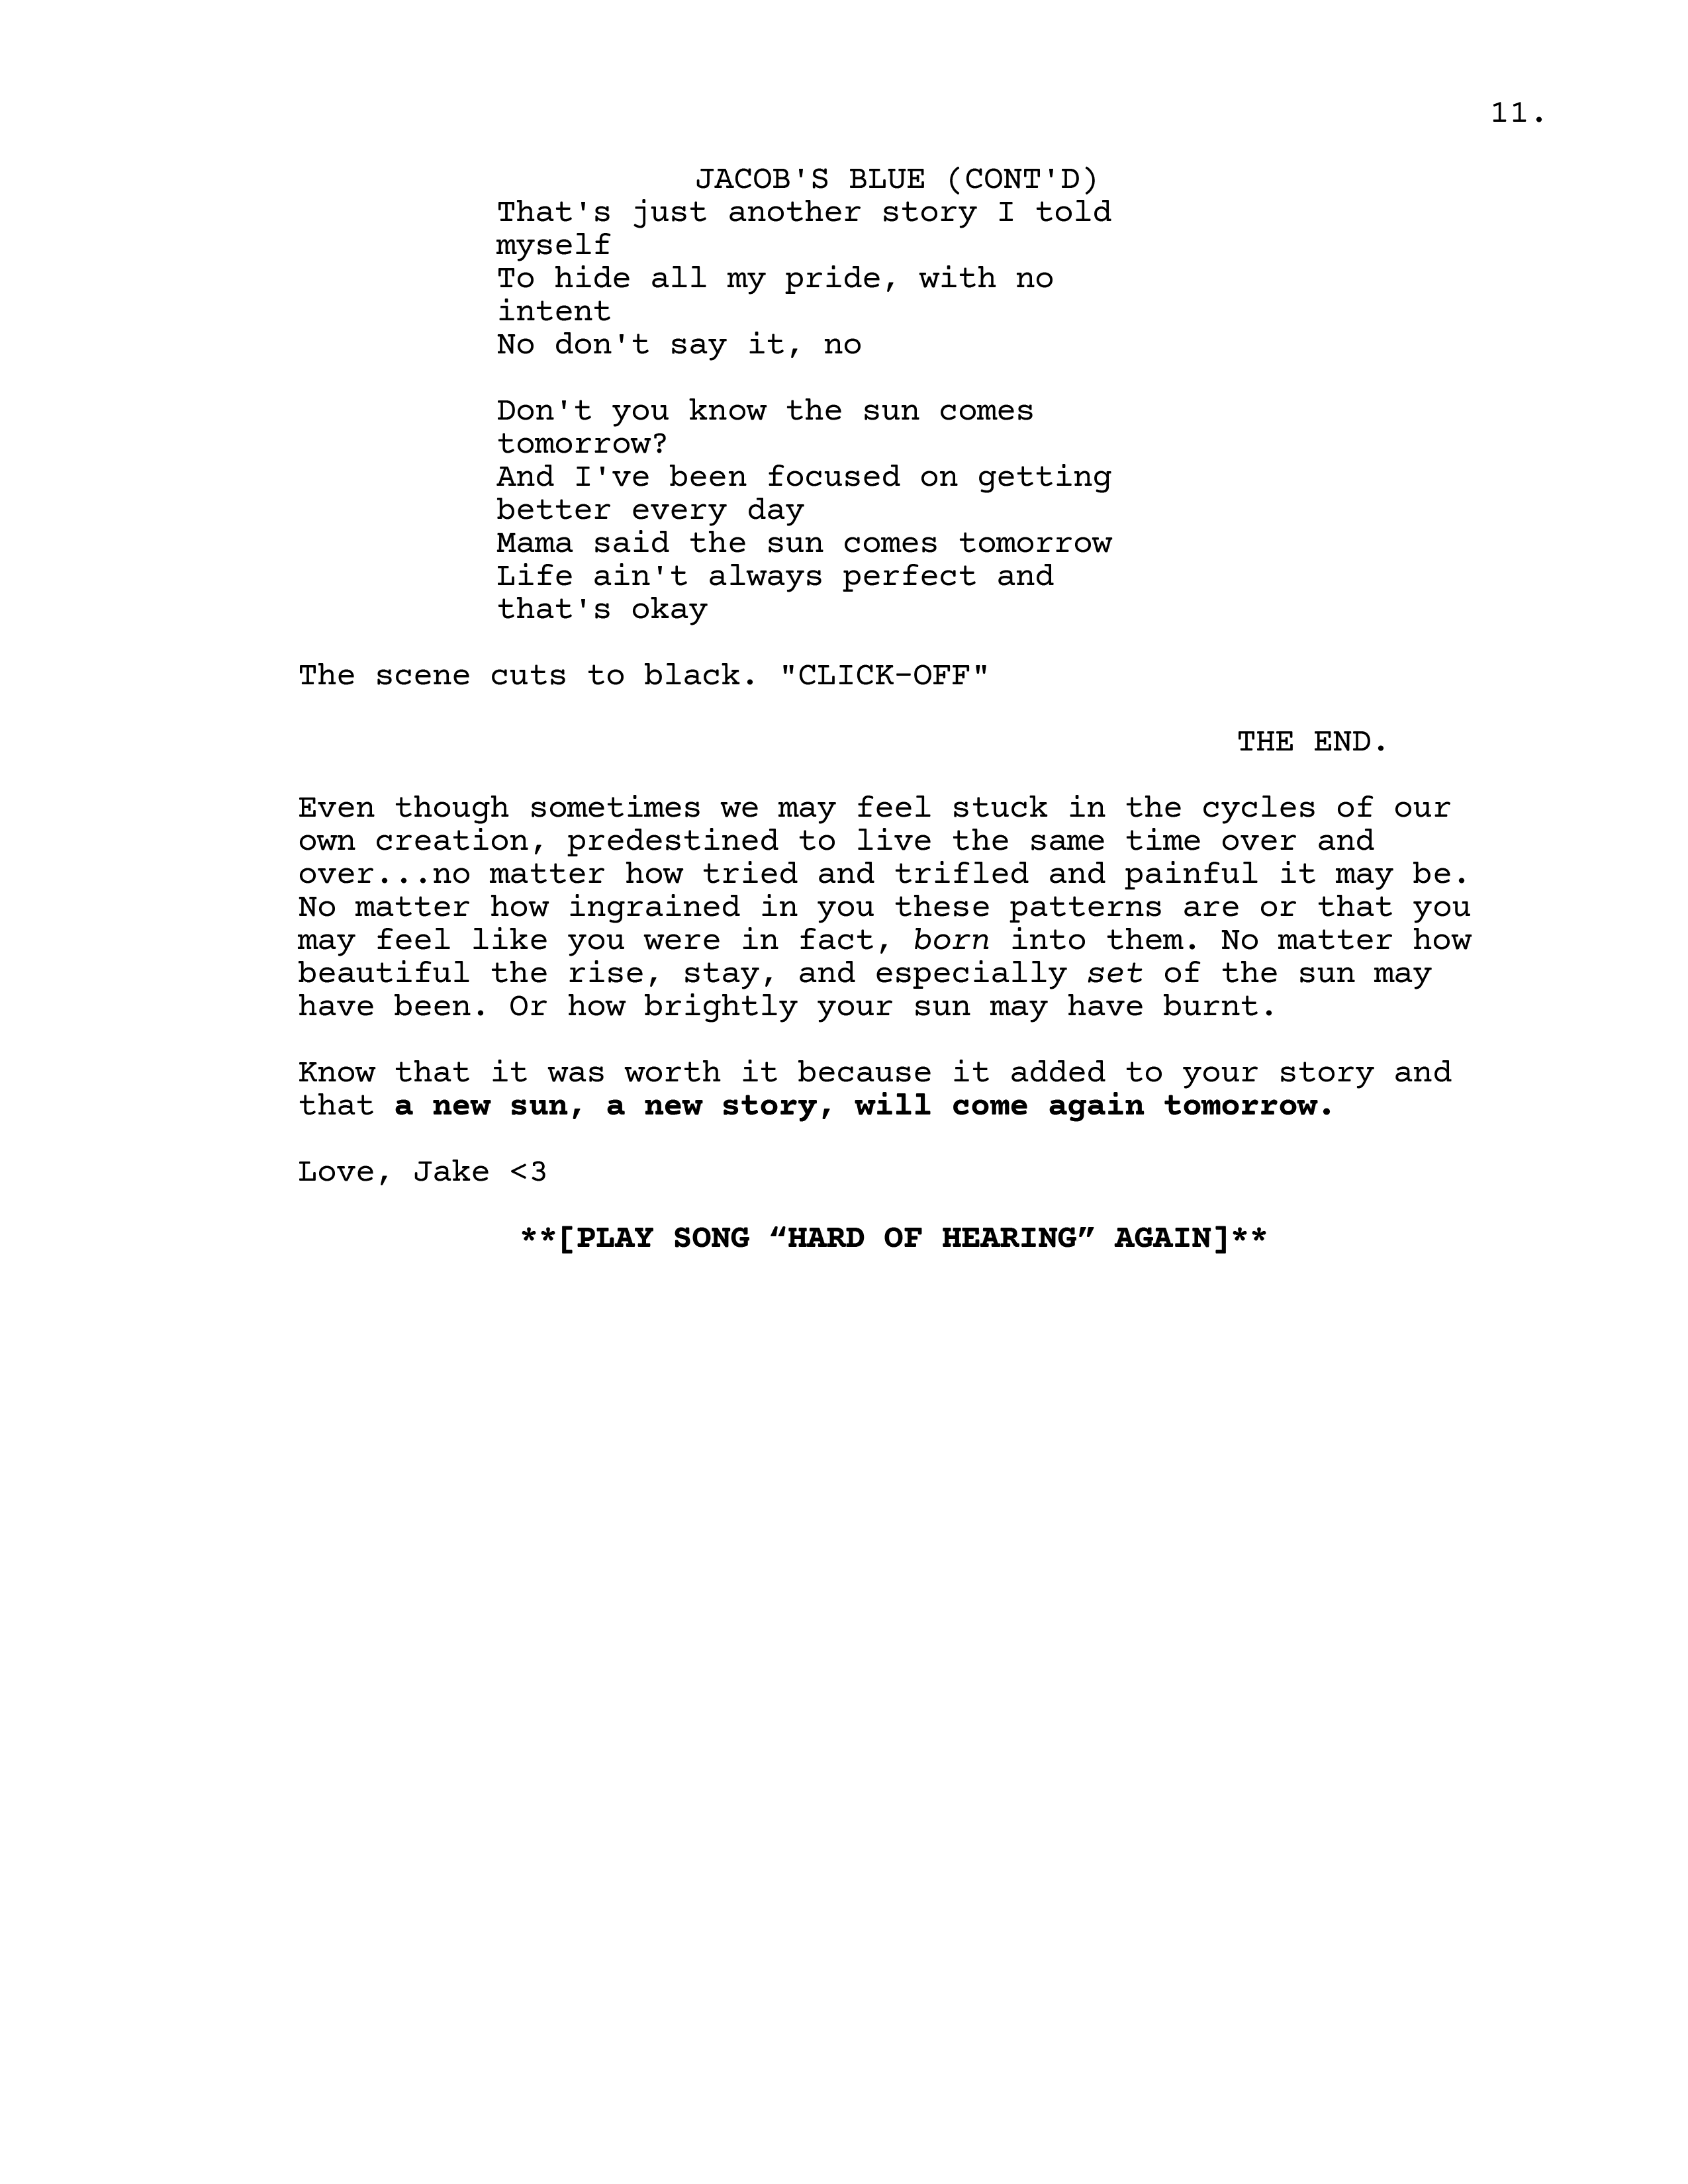 11.
JACOB'S BLUE (CONT'D)
That's just another story I told
myself
To hide all my pride, with no
intent
No don't say it, no
Don't you know the sun comes
tomorrow?
And I've been focused on getting
better every day
Mama said the sun comes tomorrow
Life ain't always perfect and
that's okay
The scene cuts to black. "CLICK-OFF"
THE END.
Even though sometimes we may feel stuck in the cycles of our
own creation, predestined to live the same time over and
over...no matter how tried and trifled and painful it may be.
No matter how ingrained in you these patterns are or that you
may feel like you were in fact, born into them. No matter how
beautiful the rise, stay, and especially set of the sun may
have been. Or how brightly your sun may have burnt.
Know that it was worth it because it added to your story and
that a new sun, a new story, will come again tomorrow.
Love, Jake <3
**[PLAY SONG “HARD OF HEARING” AGAIN]**